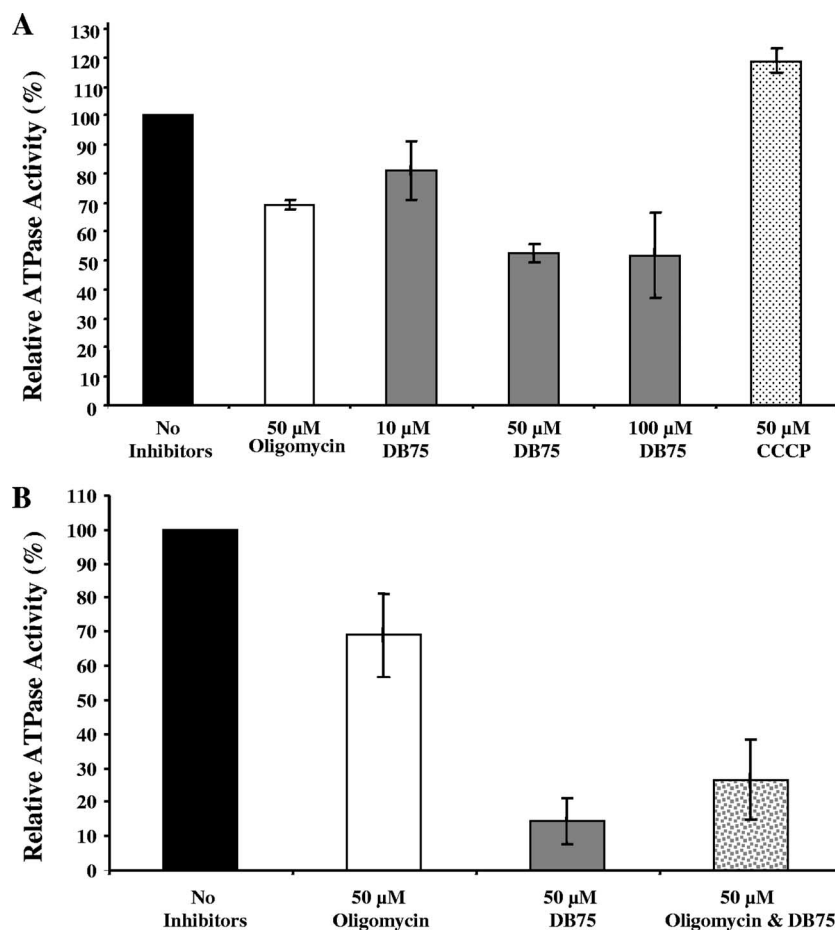 A
Relative ATPase Activity (%)
130
120
110
100
90
80
70
60
50
40
30
20
10
0
No
Inhibitors
50 µM
Oligomycin
10 µM
DB75
50 µM
DB75
100 µM
DB75
50 µM
CCCP
B
Relative ATPase Activity (%)
110
100
90
80
70
60
50
40
30
20
10
0
No
Inhibitors
50 µM
Oligomycin
50 µM
DB75
50 µM
Oligomycin & DB75